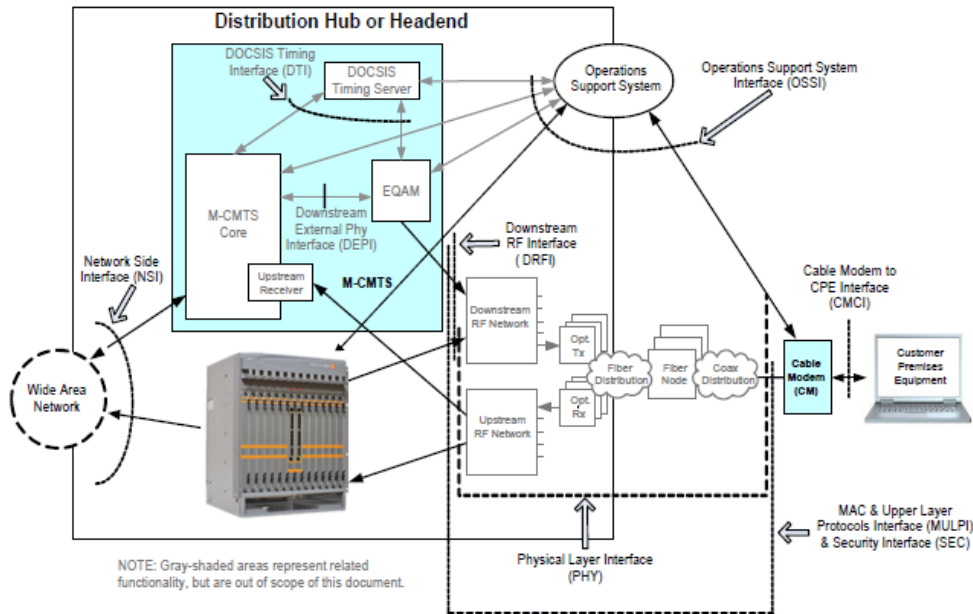 Distribution Hub or Headend
DOCSIS Timing
Interface (DTI)
DOCSIS
Timing Server
Operations
Support System
Operations Support System
Interface (OSSI)
M-CMTS
Core
EQAM
Downstream
External Phy
Interface (DEPI)
Upstream
Receiver
M-CMTS
Network Side
Interface (NSI)
Downstream
RF Interface
( DRFI)
Cable Modem to
CPE Interface
(CMCI)
Downstream
RF Network
Opt.
Tx
Fiber
Distribution
Fiber
Node
Coax
Distribution
Cable
Modem
(CM)
Customer
Premises
Equipment
Wide Area
Network
Upstream
RF Network
Opt.
Rx
MAC & Upper Layer
Protocols Interface (MULPI)
& Security Interface (SEC)
Physical Layer Interface
(PHY)
NOTE: Gray-shaded areas represent related
functionality, but are out of scope of this document.